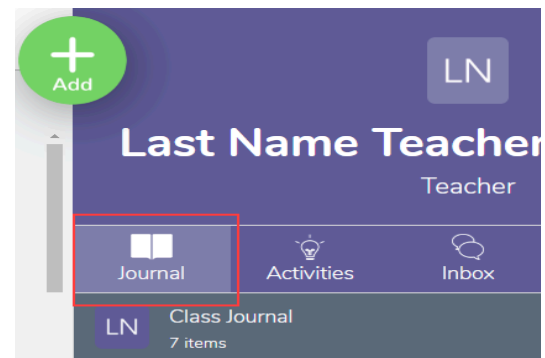 Add
LN
Last Name Teacher
Teacher
Journal Activities Inbox
LN Class Journal
7 items